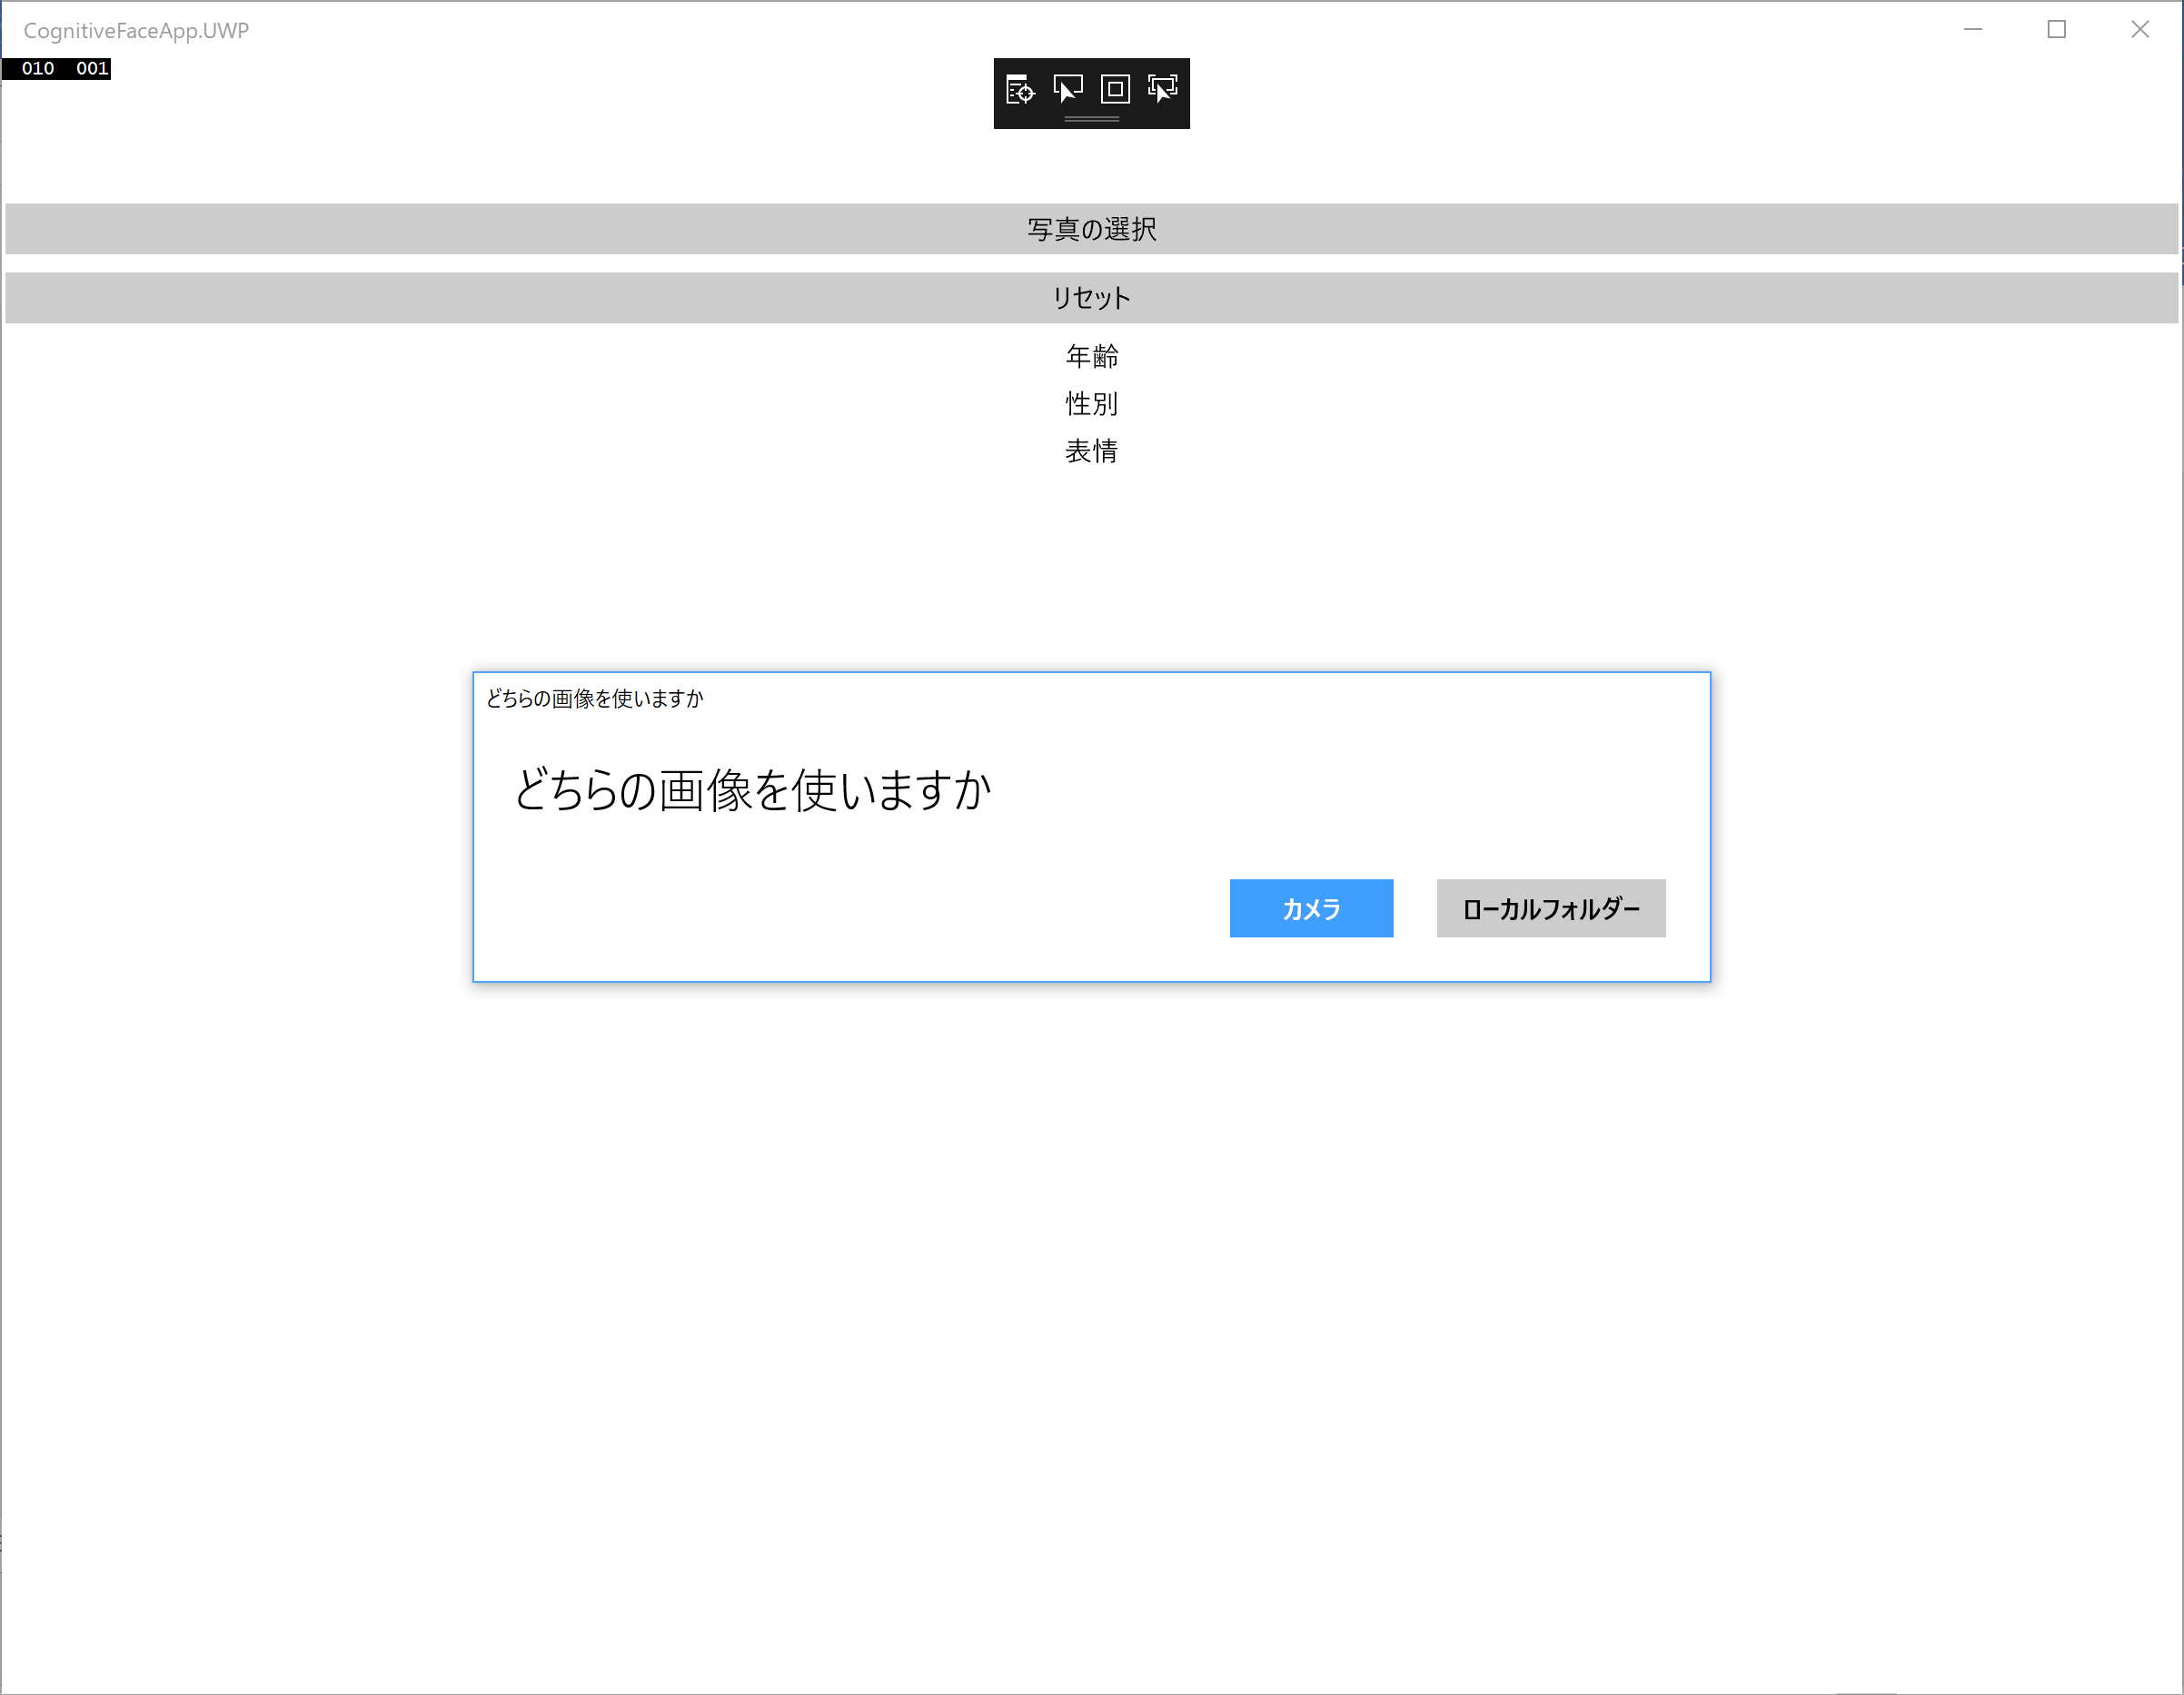 CognitiveFaceApp.UWP
010 001
写真の選択
リセット
年齢
性別
表情
どちらの画像を使いますか
どちらの画像を使いますか
カメラ
ローカルフォルダー